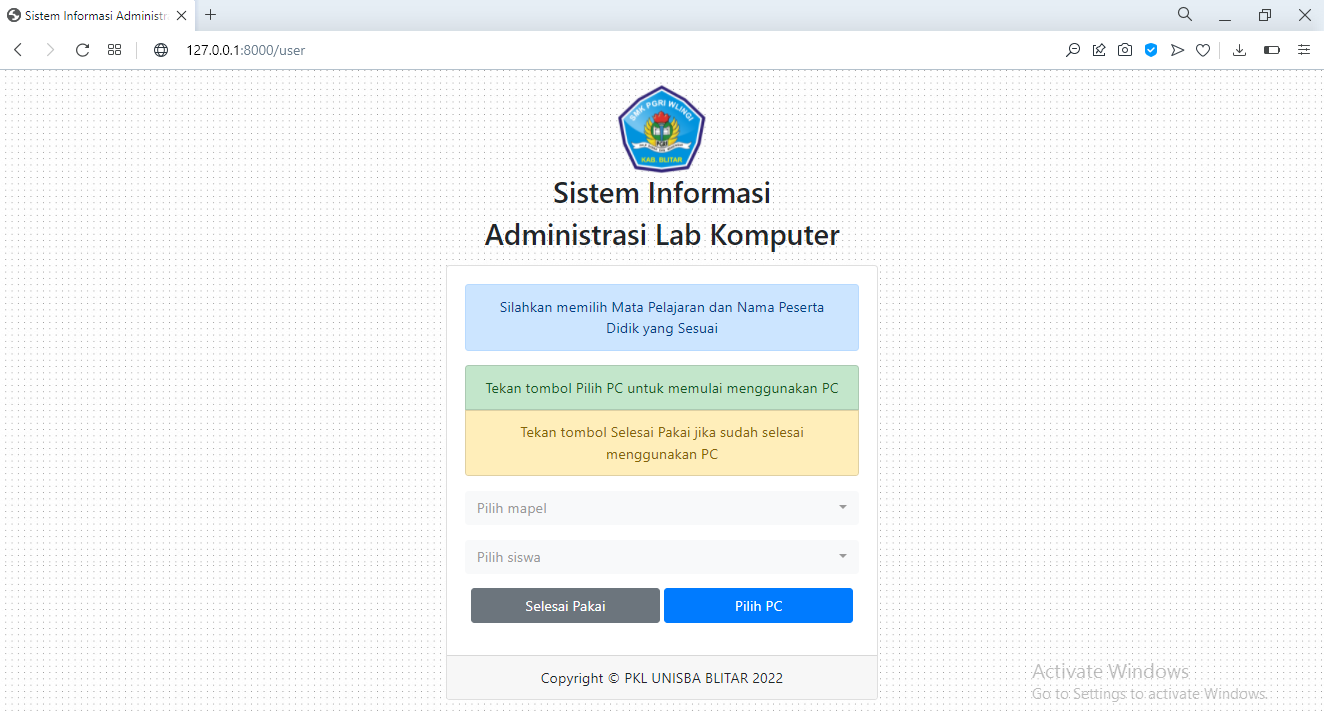 Sistem Informasi Administr
127.0.0.1:8000/user
SMK PGRI WLINGI
KAB. BLITAR
Sistem Informasi
Administrasi Lab Komputer
Silahkan memilih Mata Pelajaran dan Nama Peserta
Didik yang Sesuai
Tekan tombol Pilih PC untuk memulai menggunakan PC
Tekan tombol Selesai Pakai jika sudah selesai
menggunakan PC
Pilih mapel
Pilih siswa
Selesai Pakai
Pilih PC
Copyright © PKL UNISBA BLITAR 2022
Activate Windows
Go to Settings to activate Windows.